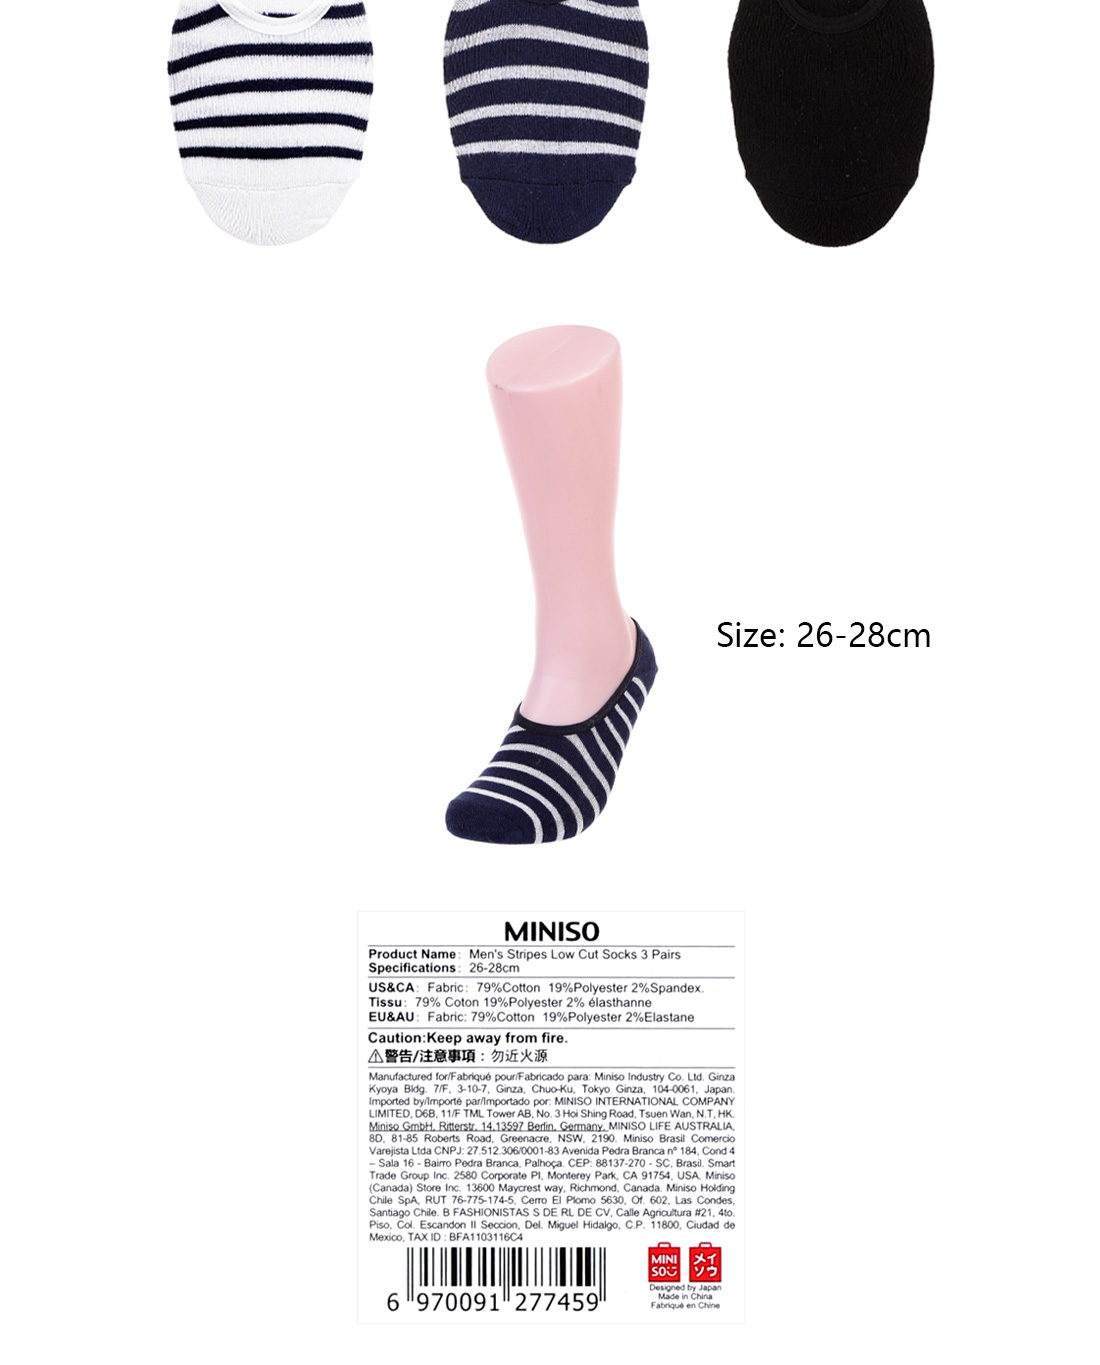 Size: 26-28cm
MINISO
Product Name: Men's Stripes Low Cut Socks 3 Pairs
Specifications: 26-28cm
US&CA: Fabric: 79%Cotton 19%Polyester 2%Spandex.
Tissu: 79% Coton 19%Polyester 2% élasthanne
EU&AU: Fabric: 79%Cotton 19%Polyester 2%Elastane
Caution:Keep away from fire.
⚠警告/注意事項：勿近火源
Manufactured for/Fabriqué pour/Fabricado para: Miniso Industry Co. Ltd. Ginza
Kyoya Bldg. 7/F, 3-10-7, Ginza, Chuo-Ku, Tokyo Ginza, 104-0061, Japan.
Imported by/Importé par/Importado por: MINISO INTERNATIONAL COMPANY
LIMITED, D6B, 11/F TML Tower AB, No. 3 Hoi Shing Road, Tsuen Wan, N.T, HK.
Miniso GmbH, Ritterstr. 14,13597 Berlin, Germany. MINISO LIFE AUSTRALIA,
8D, 81-85 Roberts Road, Greenacre, NSW, 2190. Miniso Brasil Comercio
Varejista Ltda CNPJ: 27.512.306/0001-83 Avenida Pedra Branca nº 184, Cond 4
– Sala 16 - Bairro Pedra Branca, Palhoça. CEP: 88137-270 - SC, Brasil. Smart
Trade Group Inc. 2580 Corporate Pl, Monterey Park, CA 91754, USA. Miniso
(Canada) Store Inc. 13600 Maycrest way, Richmond, Canada. Miniso Holding
Chile SpA, RUT 76-775-174-5, Cerro El Plomo 5630, Of. 602, Las Condes,
Santiago Chile. B FASHIONISTAS S DE RL DE CV, Calle Agricultura #21, 4to.
Piso, Col. Escandon II Seccion, Del. Miguel Hidalgo, C.P. 11800, Ciudad de
Mexico, TAX ID : BFA1103116C4
6 970091 277459
MINI
SO
メイ
ソウ
Designed by Japan
Made in China
Fabriqué en Chine